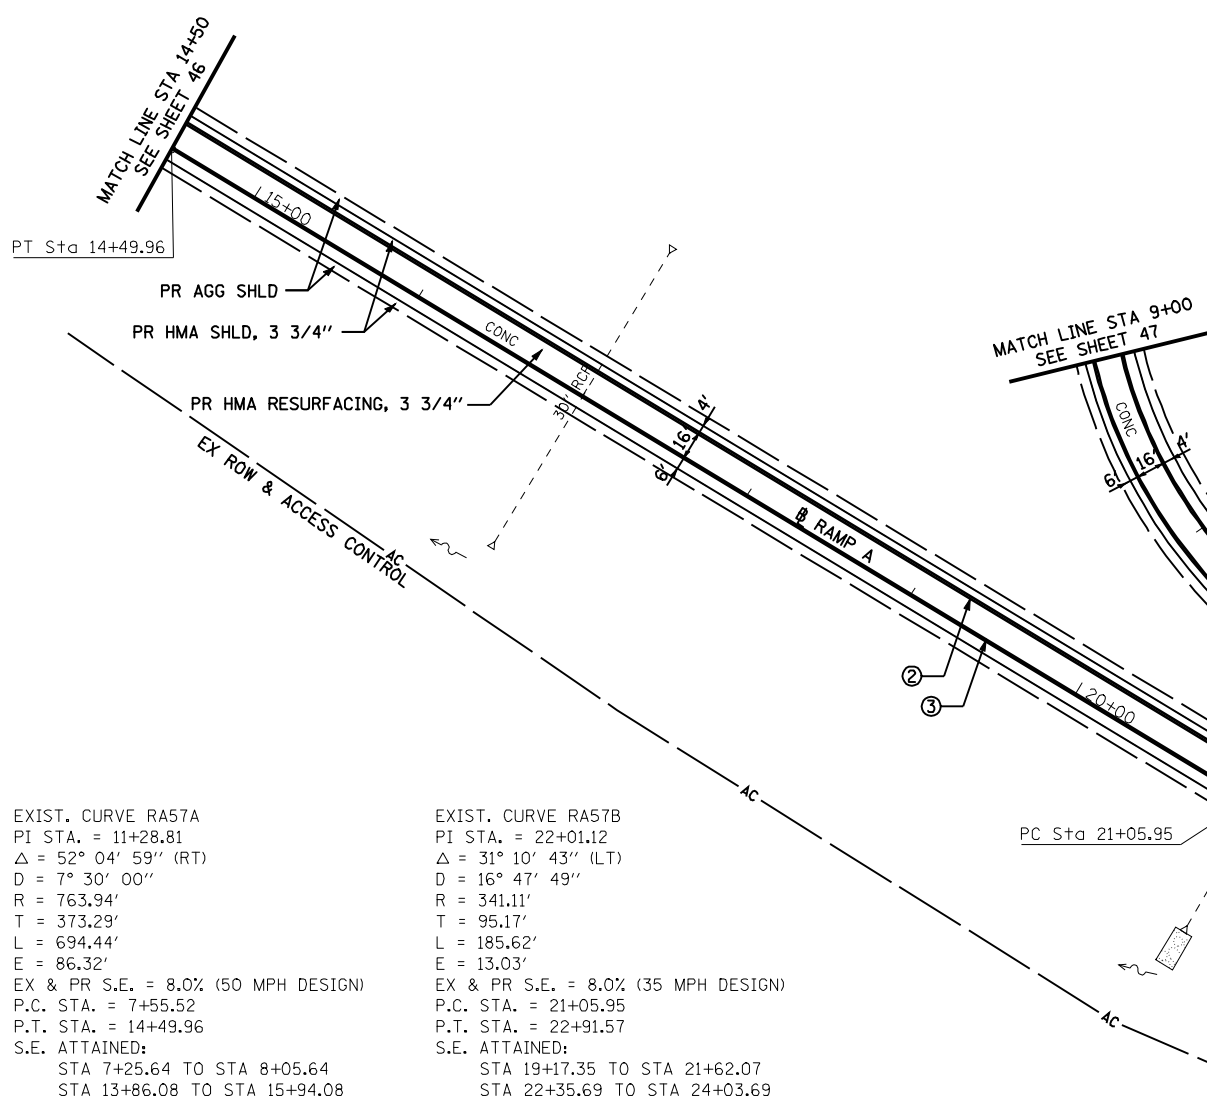 MATCH LINE STA 14+50
SEE SHEET 46
PT Sta 14+49.96
15+00
PR AGG SHLD
PR HMA SHLD, 3 3/4"
PR HMA RESURFACING, 3 3/4"
CONC
30" RCP
4'
16'
6'
EX ROW & ACCESS CONTROL
AC
℄ RAMP A
MATCH LINE STA 9+00
SEE SHEET 47
CONC
6'
16'
4'
2
3
20+00
AC
PC Sta 21+05.95
AC
EXIST. CURVE RA57A
PI STA. = 11+28.81
△ = 52° 04' 59'' (RT)
D = 7° 30' 00''
R = 763.94'
T = 373.29'
L = 694.44'
E = 86.32'
EX & PR S.E. = 8.0% (50 MPH DESIGN)
P.C. STA. = 7+55.52
P.T. STA. = 14+49.96
S.E. ATTAINED:
STA 7+25.64 TO STA 8+05.64
STA 13+86.08 TO STA 15+94.08
EXIST. CURVE RA57B
PI STA. = 22+01.12
△ = 31° 10' 43'' (LT)
D = 16° 47' 49''
R = 341.11'
T = 95.17'
L = 185.62'
E = 13.03'
EX & PR S.E. = 8.0% (35 MPH DESIGN)
P.C. STA. = 21+05.95
P.T. STA. = 22+91.57
S.E. ATTAINED:
STA 19+17.35 TO STA 21+62.07
STA 22+35.69 TO STA 24+03.69